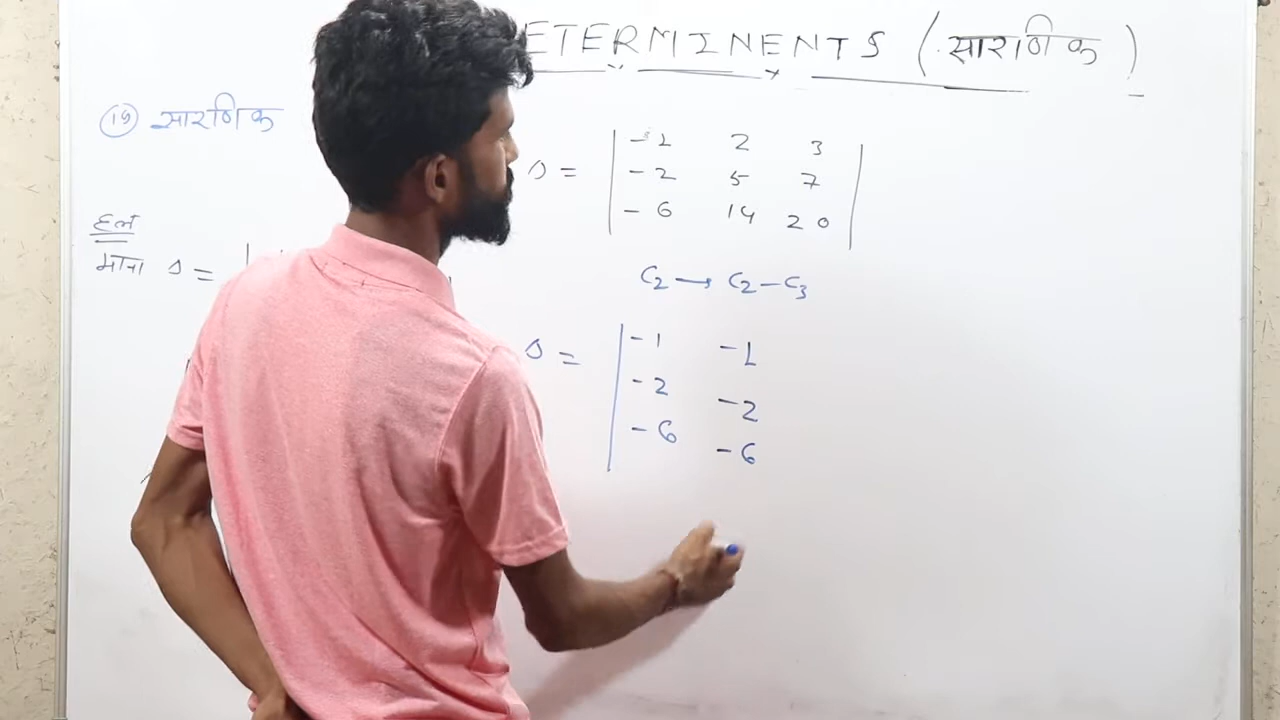 ETERMINENTS (सारणिक)
(19) सारणिक
Δ =
-1 2 3
-2 5 7
-6 14 20
हल
माना Δ =
C₂ → C₂ - C₃
Δ =
-1 -1
-2 -2
-6 -6